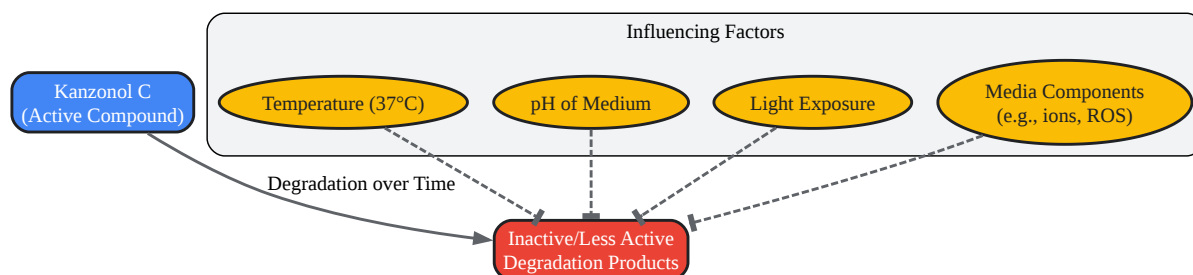 Influencing Factors
Kanzonol C
(Active Compound)
Temperature (37°C)
pH of Medium
Light Exposure
Media Components
(e.g., ions, ROS)
Degradation over Time
Inactive/Less Active
Degradation Products